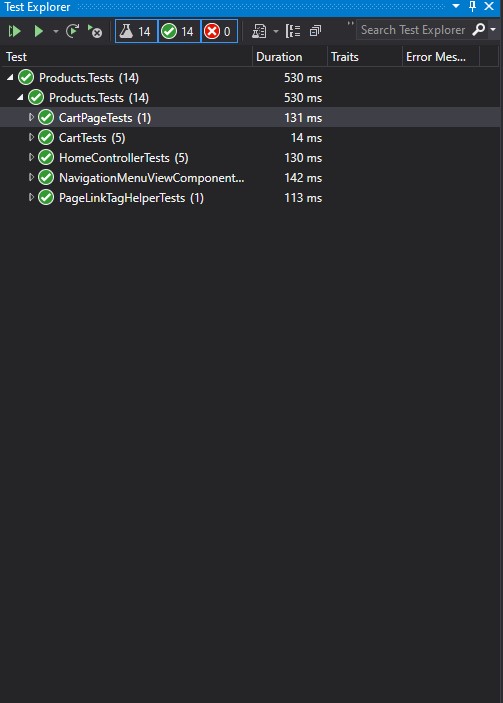 Test Explorer
14 14 0 Search Test Explorer
Test Duration Traits Error Mes...
Products.Tests (14) 530 ms
Products.Tests (14) 530 ms
CartPageTests (1) 131 ms
CartTests (5) 14 ms
HomeControllerTests (5) 130 ms
NavigationMenuViewComponent... 142 ms
PageLinkTagHelperTests (1) 113 ms